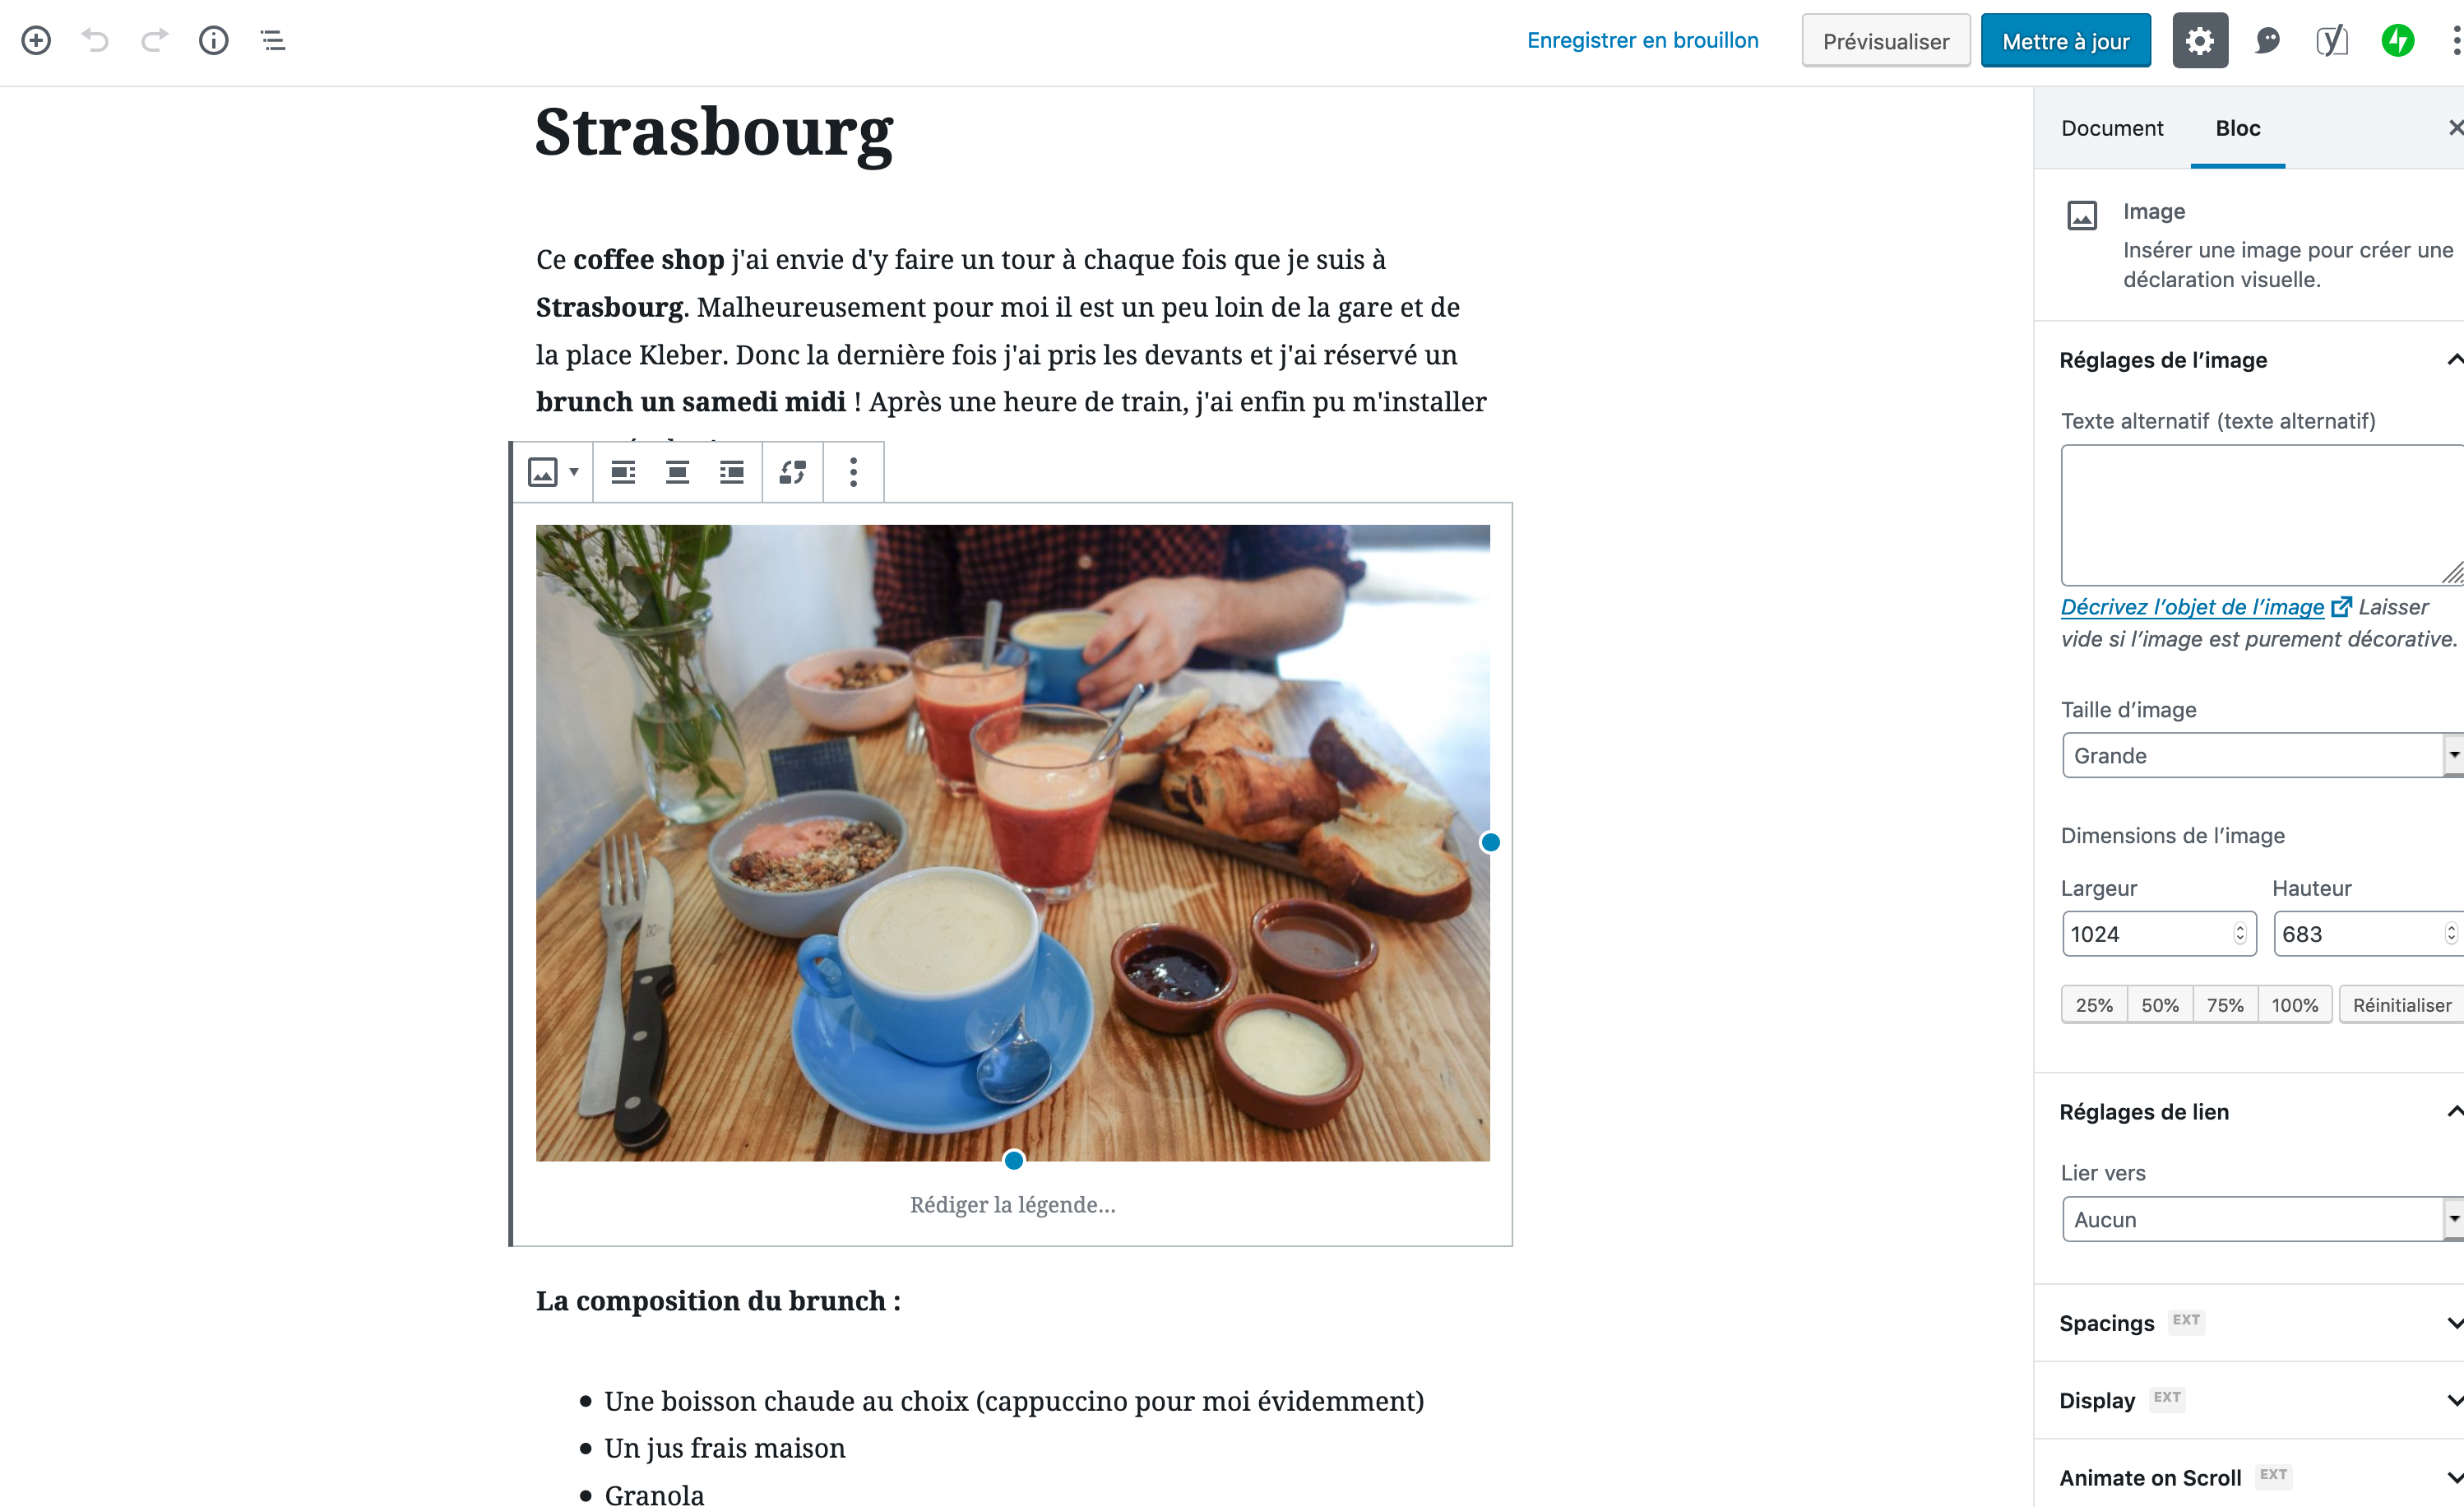 Enregistrer en brouillon
Prévisualiser
Mettre à jour
Strasbourg
Ce coffee shop j'ai envie d'y faire un tour à chaque fois que je suis à
Strasbourg. Malheureusement pour moi il est un peu loin de la gare et de
la place Kleber. Donc la dernière fois j'ai pris les devants et j'ai réservé un
brunch un samedi midi ! Après une heure de train, j'ai enfin pu m'installer
Rédiger la légende...
La composition du brunch :
• Une boisson chaude au choix (cappuccino pour moi évidemment)
• Un jus frais maison
• Granola
Document
Bloc
Image
Insérer une image pour créer une
déclaration visuelle.
Réglages de l’image
Texte alternatif (texte alternatif)
Décrivez l’objet de l’image Laisser
vide si l’image est purement décorative.
Taille d’image
Grande
Dimensions de l’image
Largeur Hauteur
1024 683
25% 50% 75% 100% Réinitialiser
Réglages de lien
Lier vers
Aucun
Spacings EXT
Display EXT
Animate on Scroll EXT